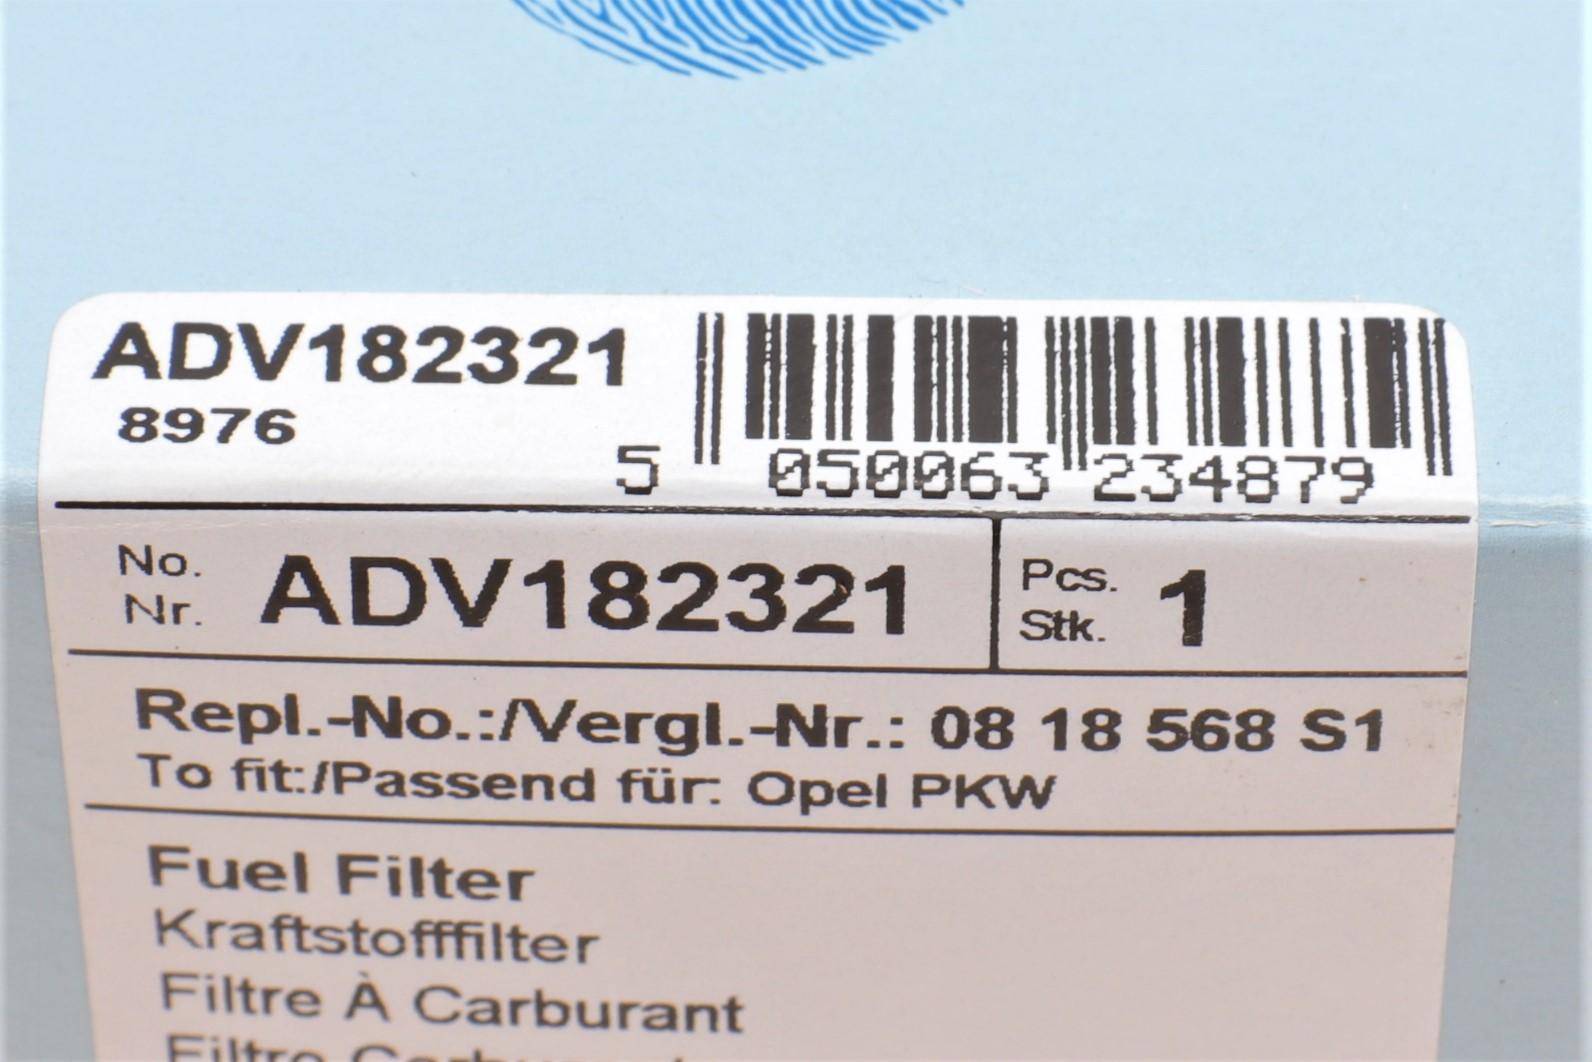 ADV182321
8976
5 050063 234879
No.
Nr. ADV182321
Pcs.
Stk. 1
Repl.-No.:/Vergl.-Nr.: 08 18 568 S1
To fit:/Passend für: Opel PKW
Fuel Filter
Kraftstofffilter
Filtre À Carburant
Filtro